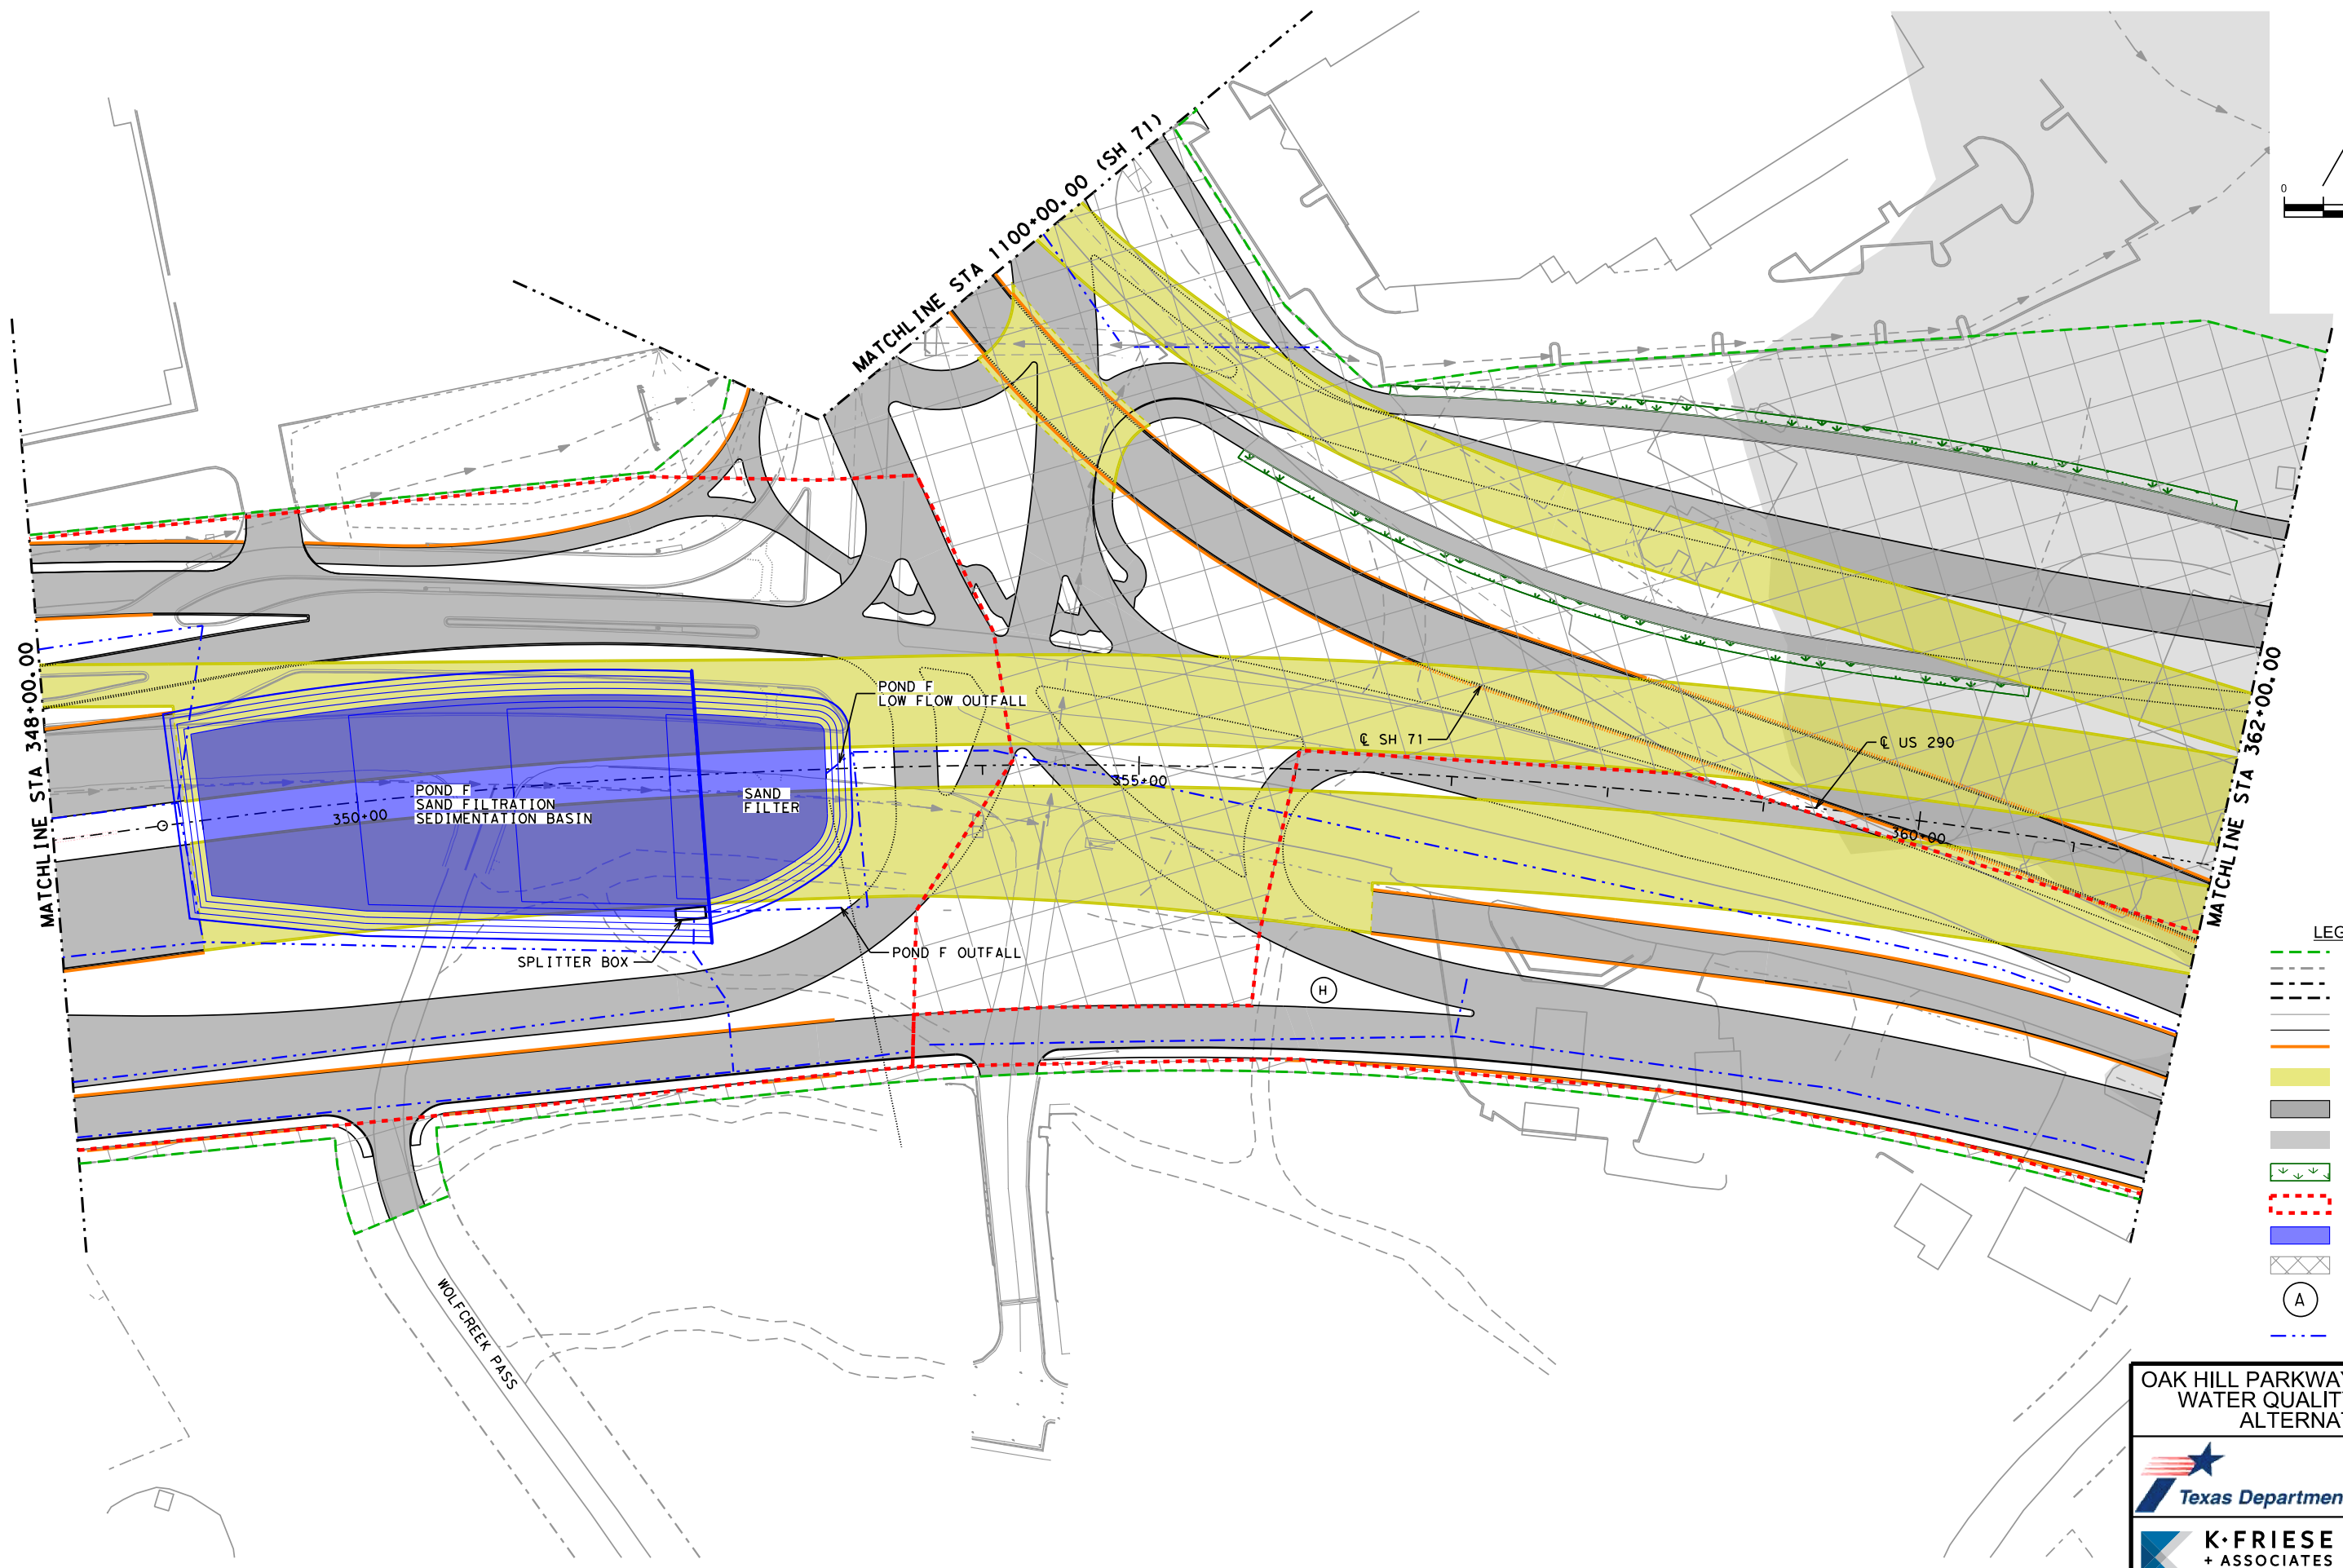 MATCHLINE STA 1100+00.00 (SH 71)
0
MATCHLINE STA 348+00.00
POND F
LOW FLOW OUTFALL
℄ SH 71
℄ US 290
355+00
POND F
SAND FILTRATION
SEDIMENTATION BASIN
SAND
FILTER
350+00
360+00
MATCHLINE STA 362+00.00
POND F OUTFALL
SPLITTER BOX
H
LEG
A
WOLFCREEK PASS
OAK HILL PARKWAY
WATER QUALIT
ALTERNA
Texas Departmen
K·FRIESE
+ ASSOCIATES